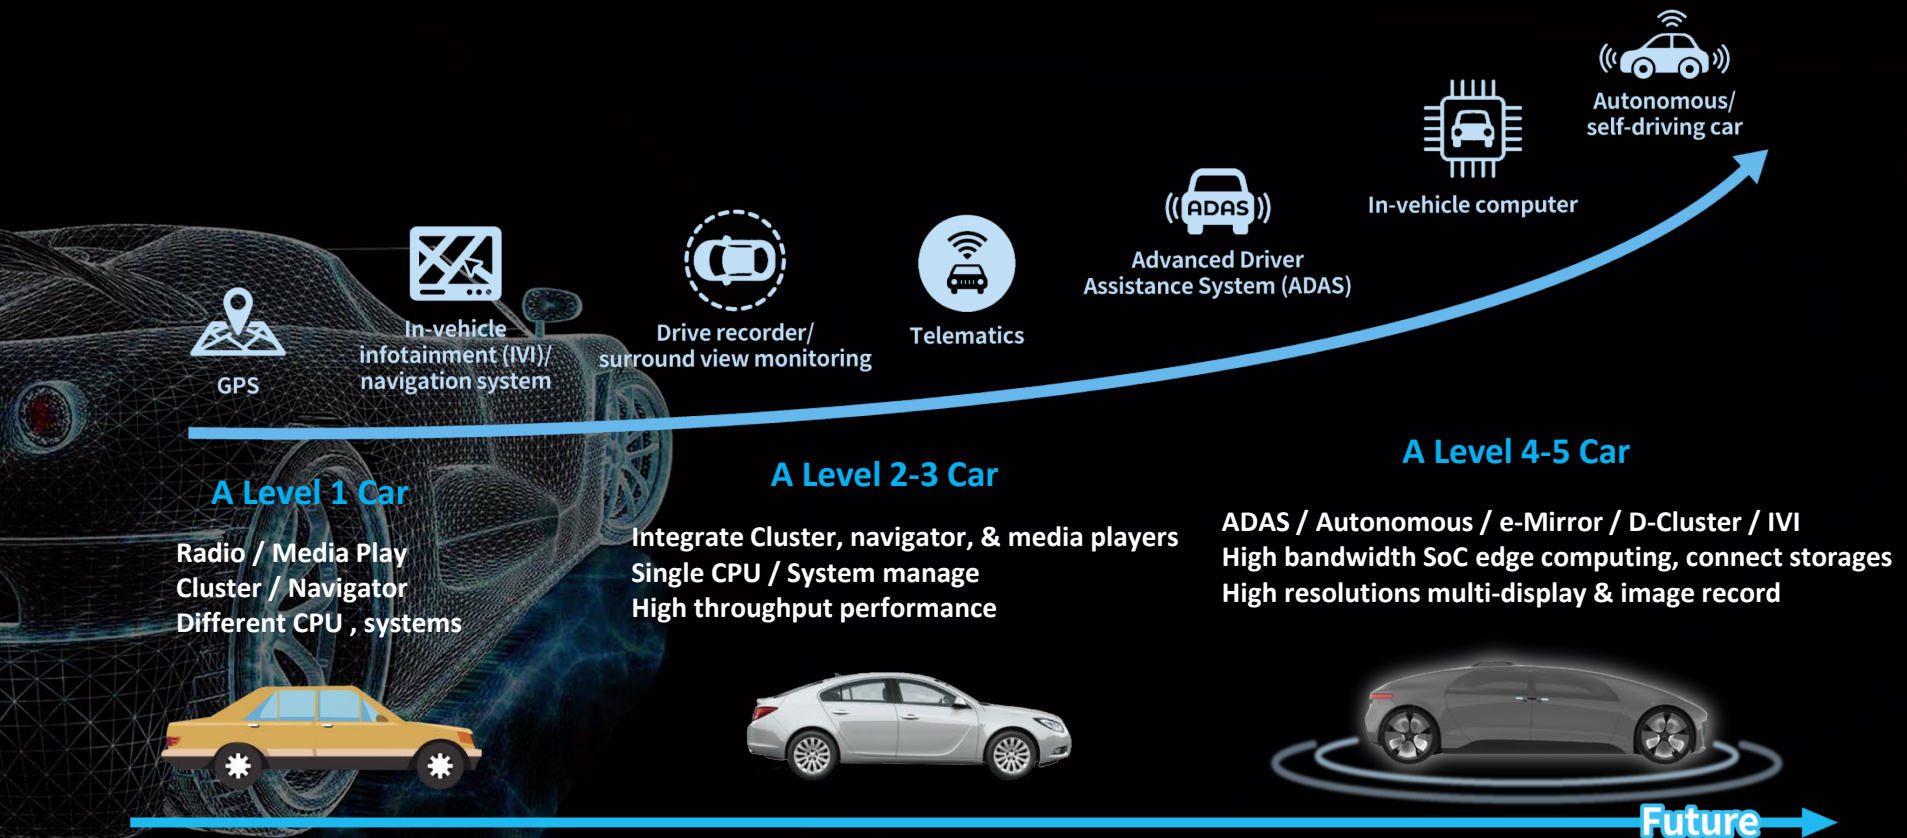 Autonomous/
self-driving car
In-vehicle computer
ADAS
Advanced Driver
Assistance System (ADAS)
Telematics
Drive recorder/
surround view monitoring
In-vehicle
infotainment (IVI)/
navigation system
GPS
A Level 1 Car
Radio / Media Play
Cluster / Navigator
Different CPU , systems
A Level 2-3 Car
Integrate Cluster, navigator, & media players
Single CPU / System manage
High throughput performance
A Level 4-5 Car
ADAS / Autonomous / e-Mirror / D-Cluster / IVI
High bandwidth SoC edge computing, connect storages
High resolutions multi-display & image record
Future